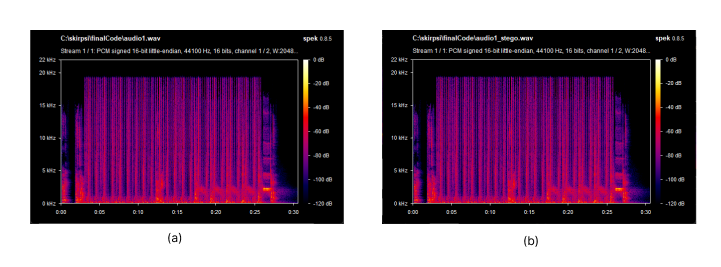 C:\skirpsi\finalCode\audio1.wav
spek 0.8.5
Stream 1 / 1: PCM signed 16-bit little-endian, 44100 Hz, 16 bits, channel 1 / 2, W:2048...
22 kHz
20 kHz
15 kHz
10 kHz
5 kHz
0 kHz
0:00
0:05
0:10
0:15
0:20
0:25
0:30
0 dB
-20 dB
-40 dB
-60 dB
-80 dB
-100 dB
-120 dB
(a)
C:\skirpsi\finalCode\audio1_stego.wav
spek 0.8.5
Stream 1 / 1: PCM signed 16-bit little-endian, 44100 Hz, 16 bits, channel 1 / 2, W:2048...
22 kHz
20 kHz
15 kHz
10 kHz
5 kHz
0 kHz
0:00
0:05
0:10
0:15
0:20
0:25
0:30
0 dB
-20 dB
-40 dB
-60 dB
-80 dB
-100 dB
-120 dB
(b)